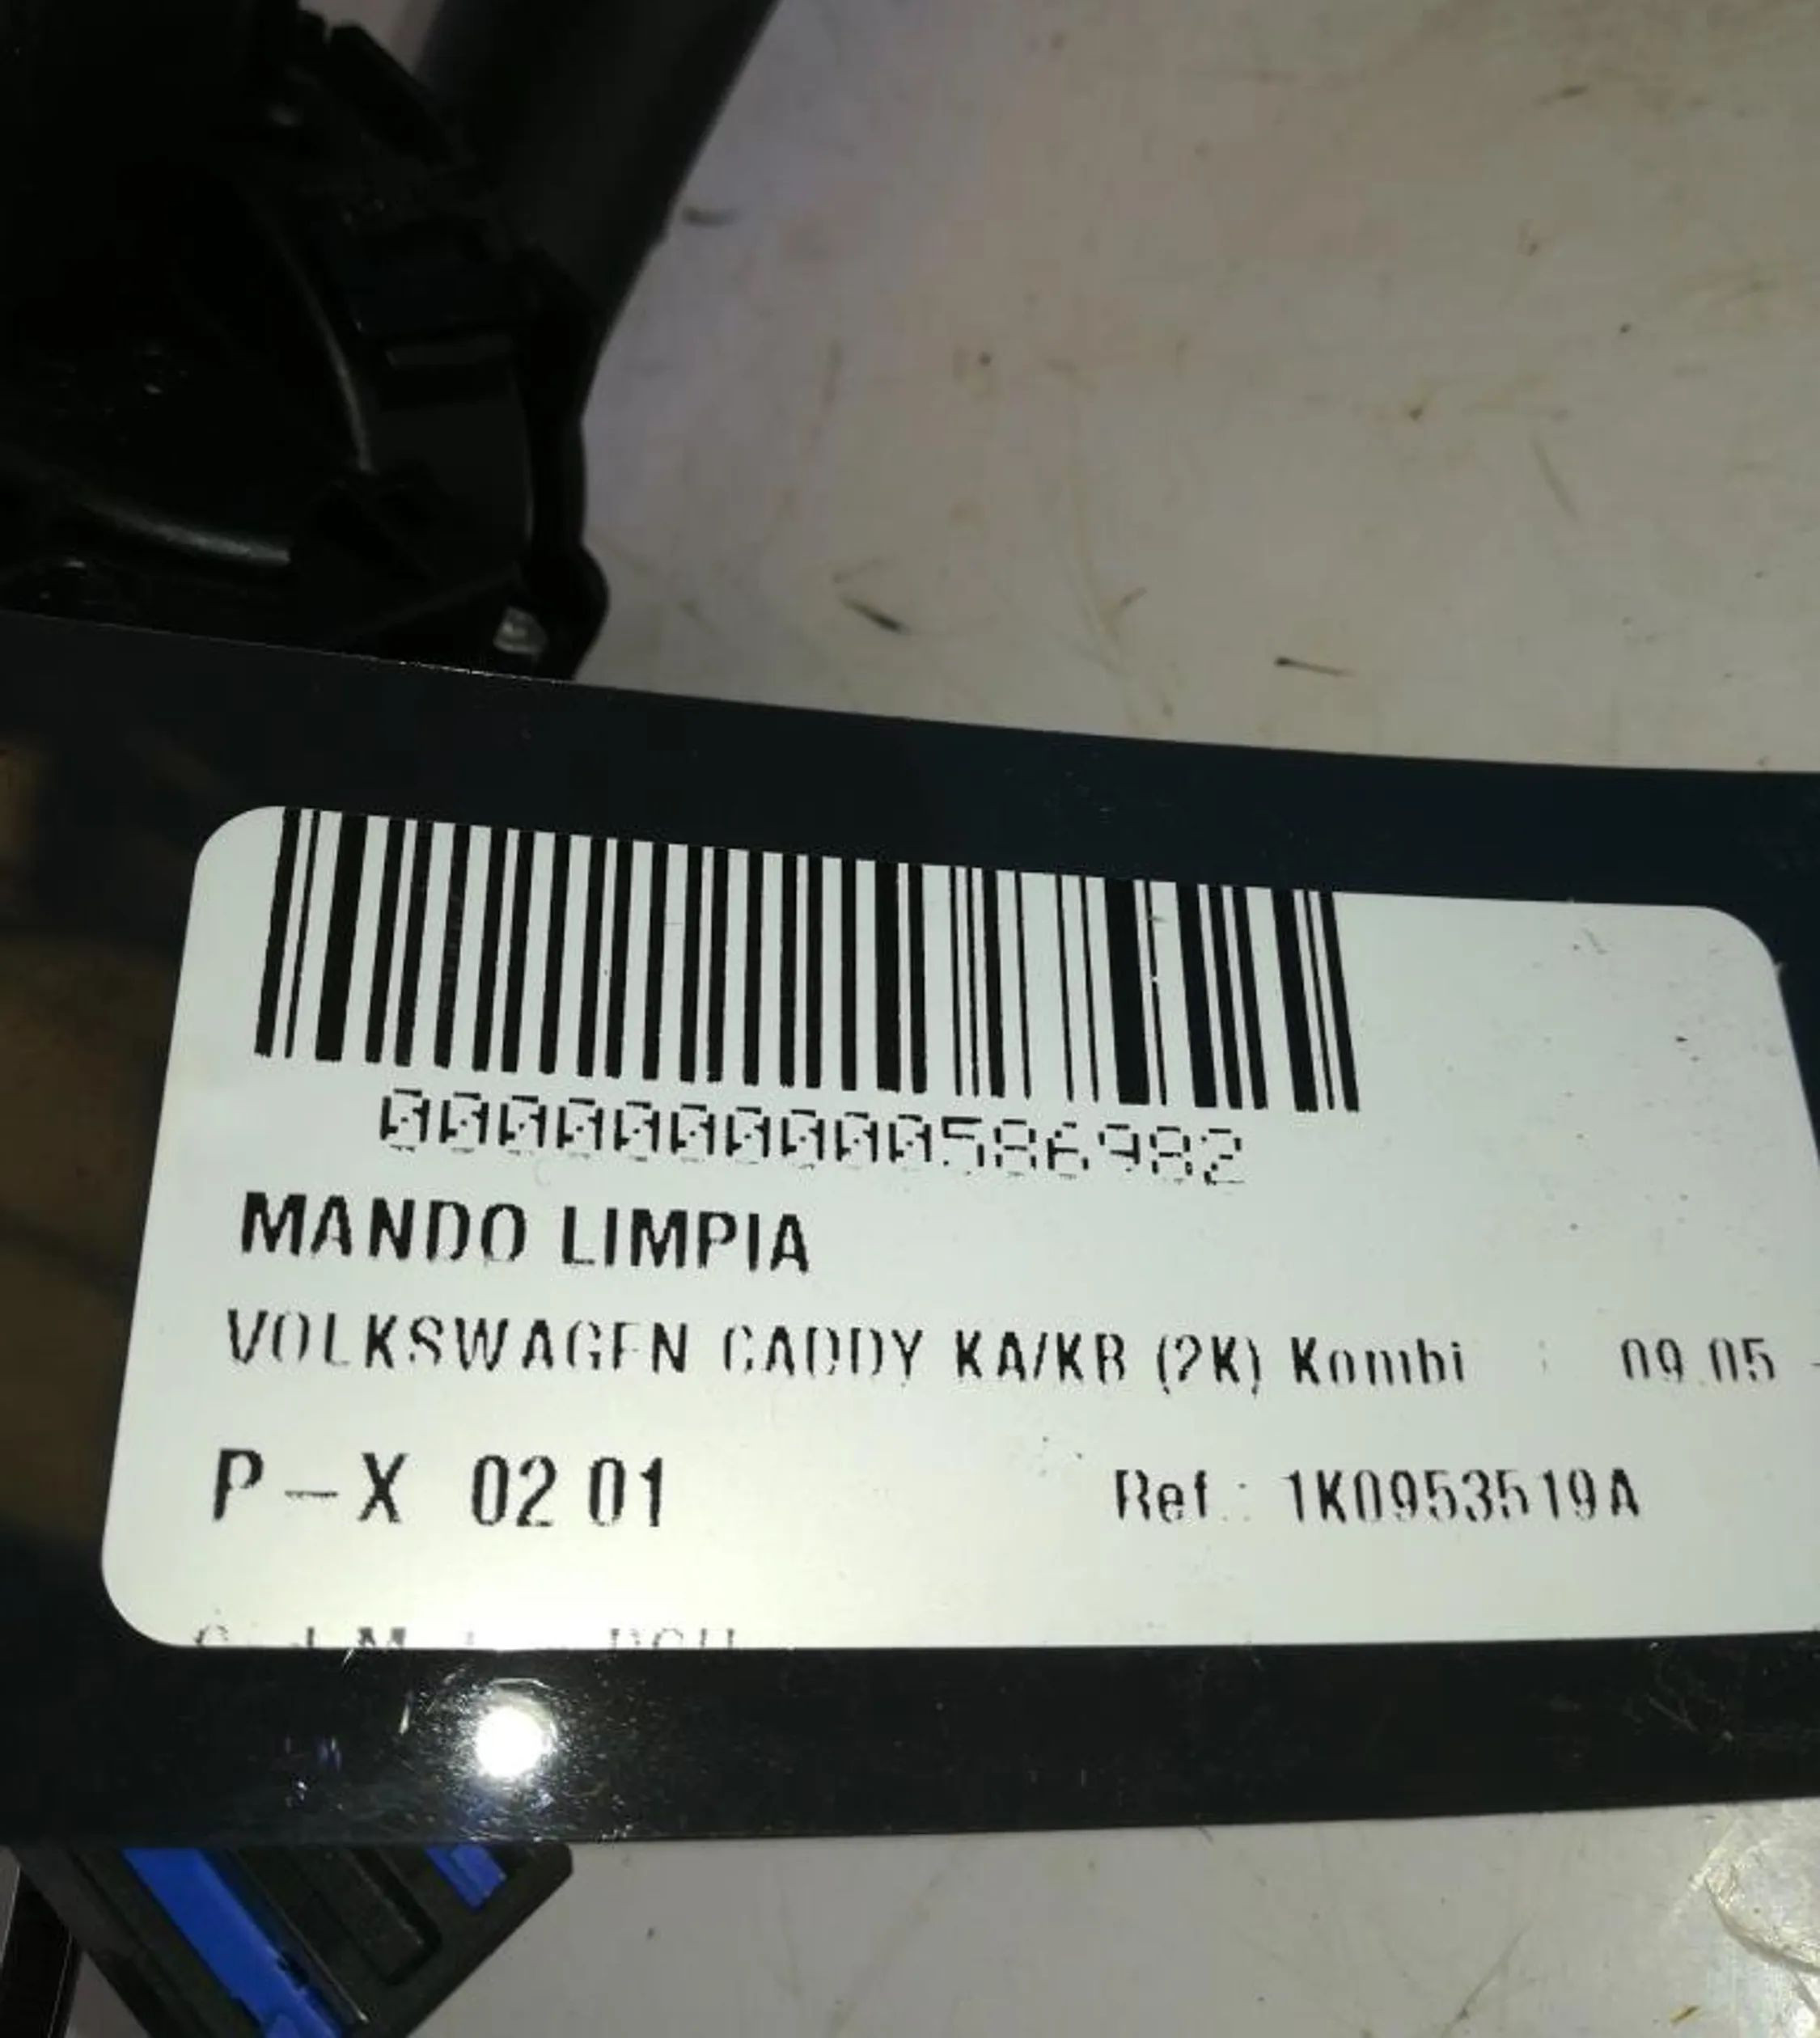 0000000000586982
MANDO LIMPIA
VOLKSWAGEN CADDY KA/KB (2K) Kombi : 09.05 -
P-X 02 01 Ref.: 1K0953519A